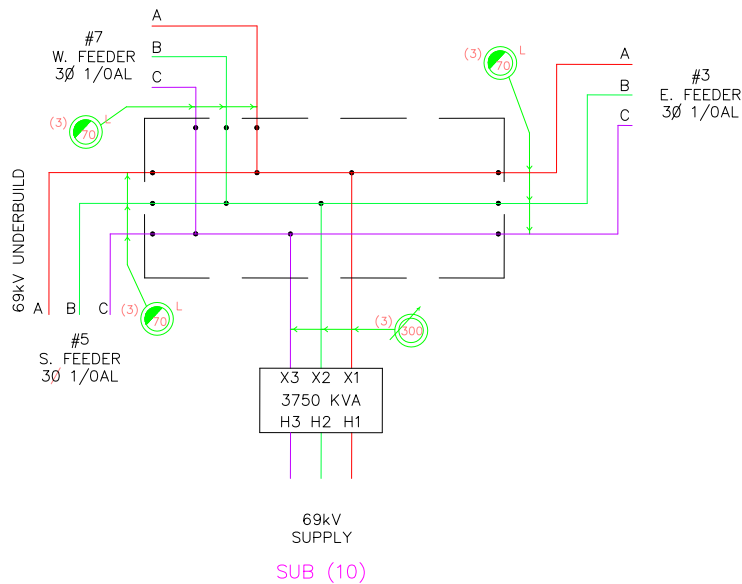 A
#7
W. FEEDER
3Ø 1/0AL
B
C
(3) 70 L
(3) 70 L
A
B
C
#3
E. FEEDER
3Ø 1/0AL
69kV UNDERBUILD
A B C
(3) 70 L
#5
S. FEEDER
3Ø 1/0AL
(3) 300
X3 X2 X1
3750 KVA
H3 H2 H1
69kV
SUPPLY
SUB (10)